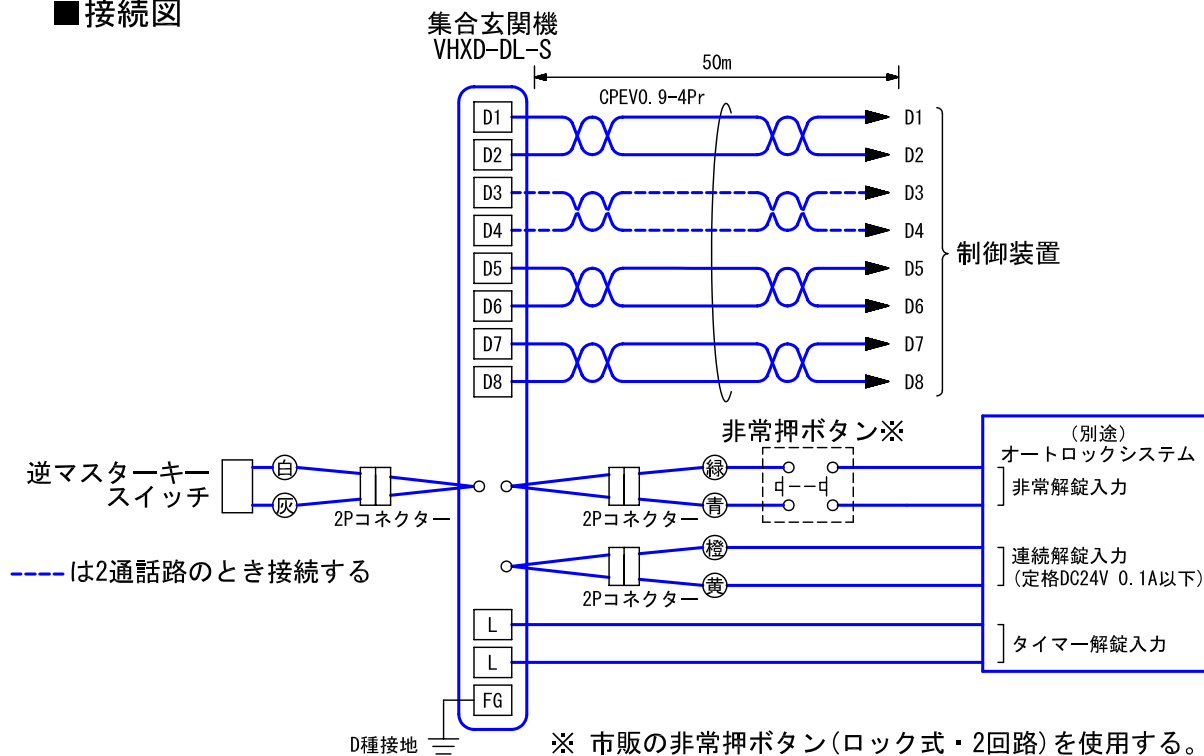 ■接続図
集合玄関機
VHXD-DL-S
50m
CPEV0.9-4Pr
D1
D2
D3
D4
D5
D6
D7
D8
D1
D2
D3
D4
D5
D6
D7
D8
制御装置
逆マスターキー
スイッチ
白
灰
2Pコネクター
非常押ボタン※
緑
青
2Pコネクター
橙
黄
2Pコネクター
(別途)
オートロックシステム
非常解錠入力
連続解錠入力
(定格DC24V 0.1A以下)
タイマー解錠入力
---- は2通話路のとき接続する
L
L
FG
D種接地
※ 市販の非常押ボタン(ロック式・2回路)を使用する。